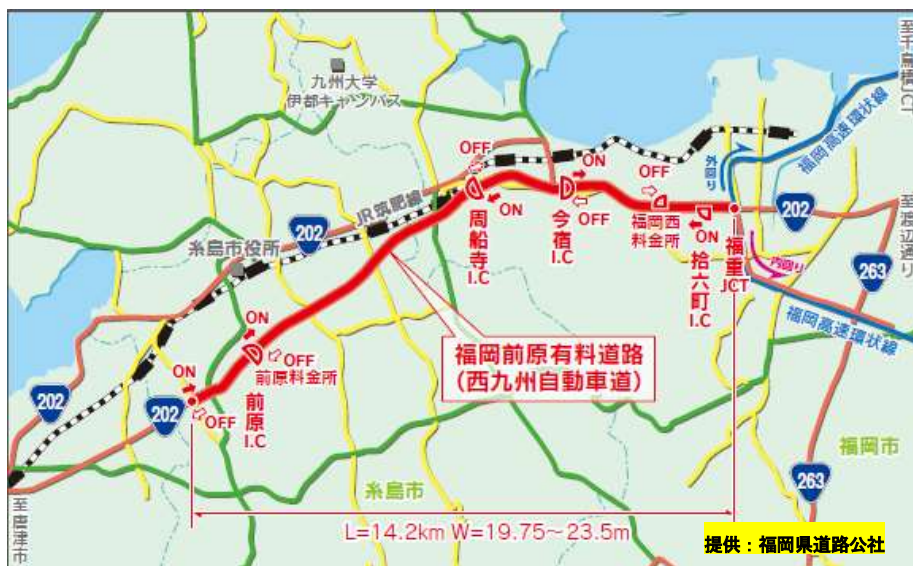 至千鳥橋JCT
202
九州大学
伊都キャンパス
福岡高速環状線
外回り
OFF
ON
OFF
JR筑肥線
ON
OFF
福岡西
料金所
ON
202
至渡辺通り
周船寺
I.C
今宿
I.C
拾六町
I.C
福重
JCT
内回り
263
福岡高速環状線
202
糸島市役所
ON
OFF
前原料金所
福岡前原有料道路
(西九州自動車道)
ON
OFF
前原
I.C
202
202
福岡市
263
糸島市
至唐津市
L=14.2km W=19.75~23.5m
提供:福岡県道路公社